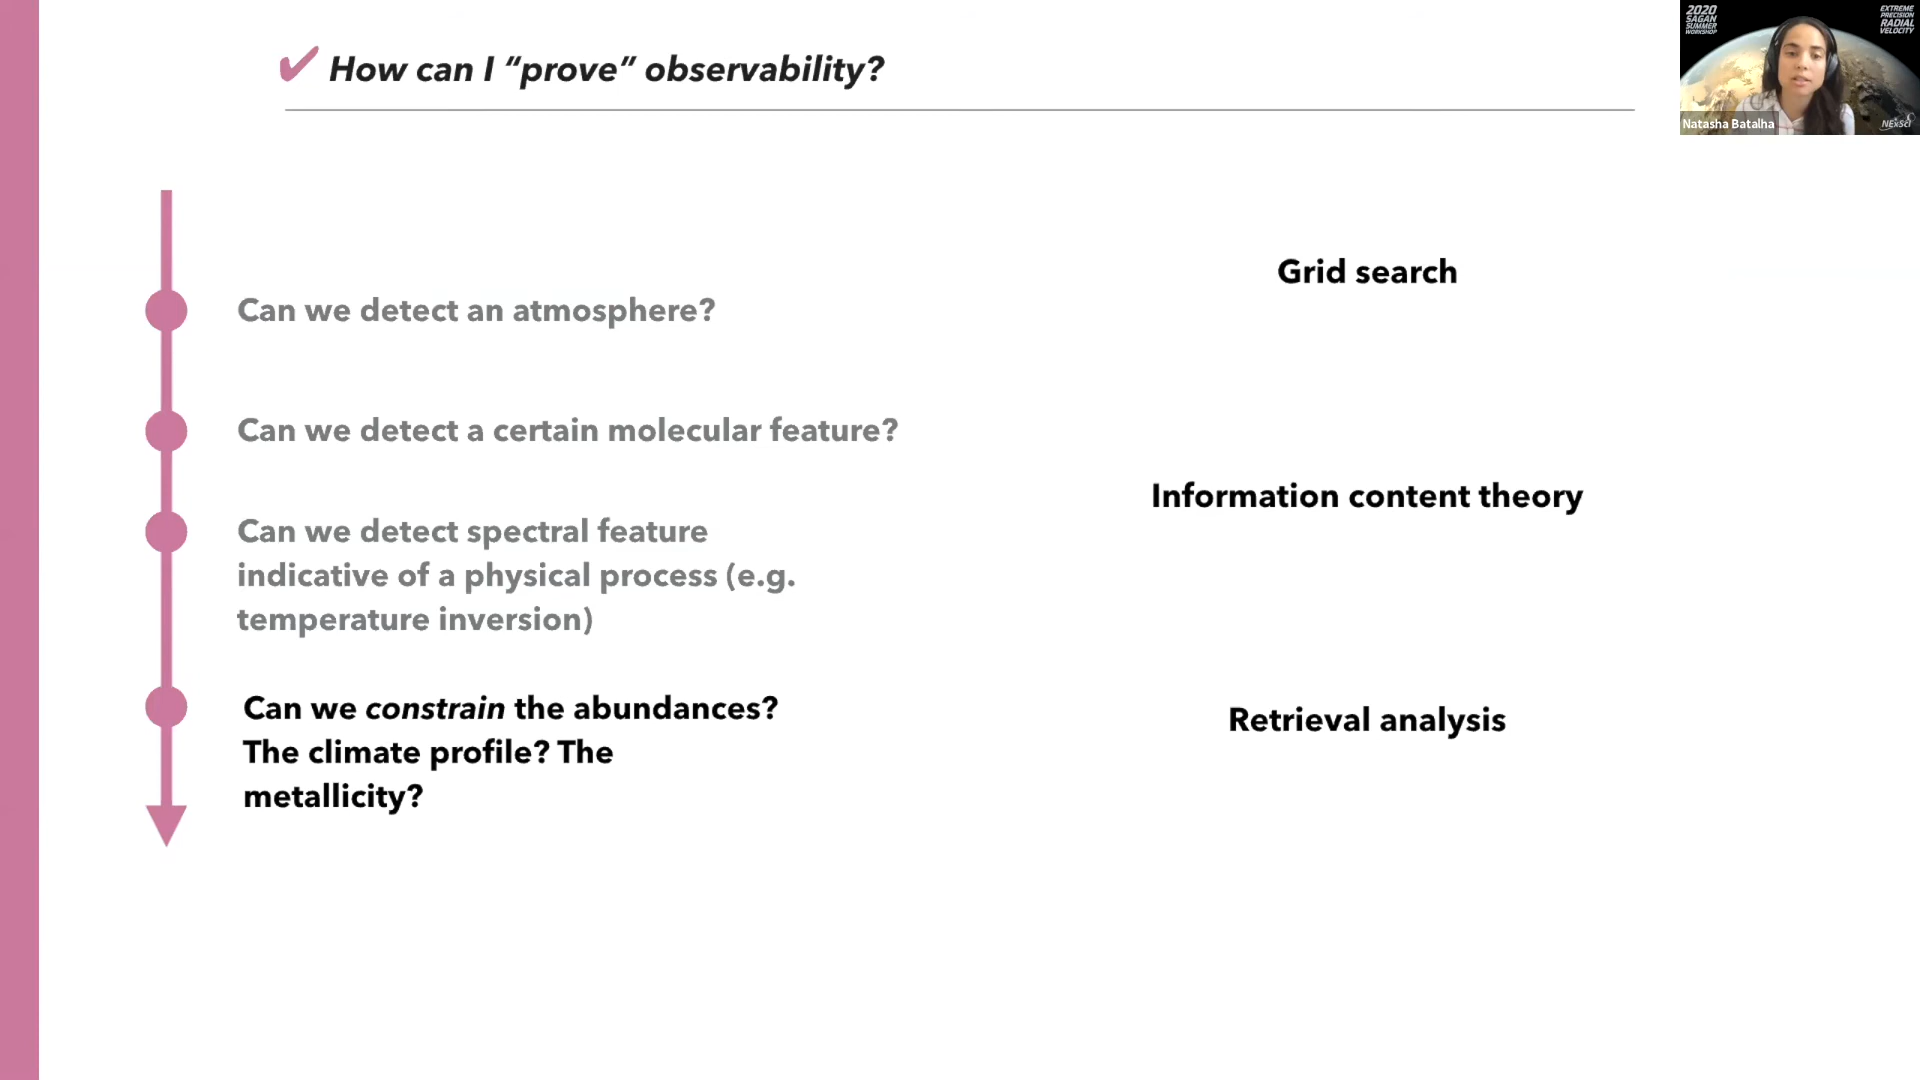 How can I “prove” observability?
2020
SAGAN
SUMMER
WORKSHOP
EXTREME
PRECISION
RADIAL
VELOCITY
Natasha Batalha
NExScI
Grid search
Can we detect an atmosphere?
Can we detect a certain molecular feature?
Information content theory
Can we detect spectral feature
indicative of a physical process (e.g.
temperature inversion)
Can we constrain the abundances?
The climate profile? The
metallicity?
Retrieval analysis